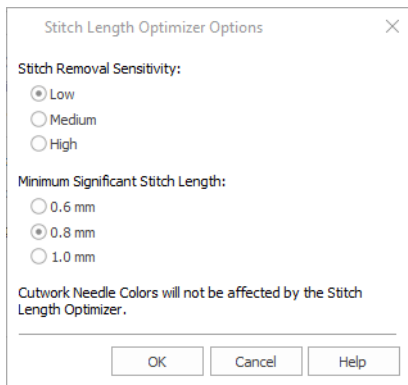 Stitch Length Optimizer Options
Stitch Removal Sensitivity:
Low
Medium
High
Minimum Significant Stitch Length:
0.6 mm
0.8 mm
1.0 mm
Cutwork Needle Colors will not be affected by the Stitch
Length Optimizer.
OK Cancel Help